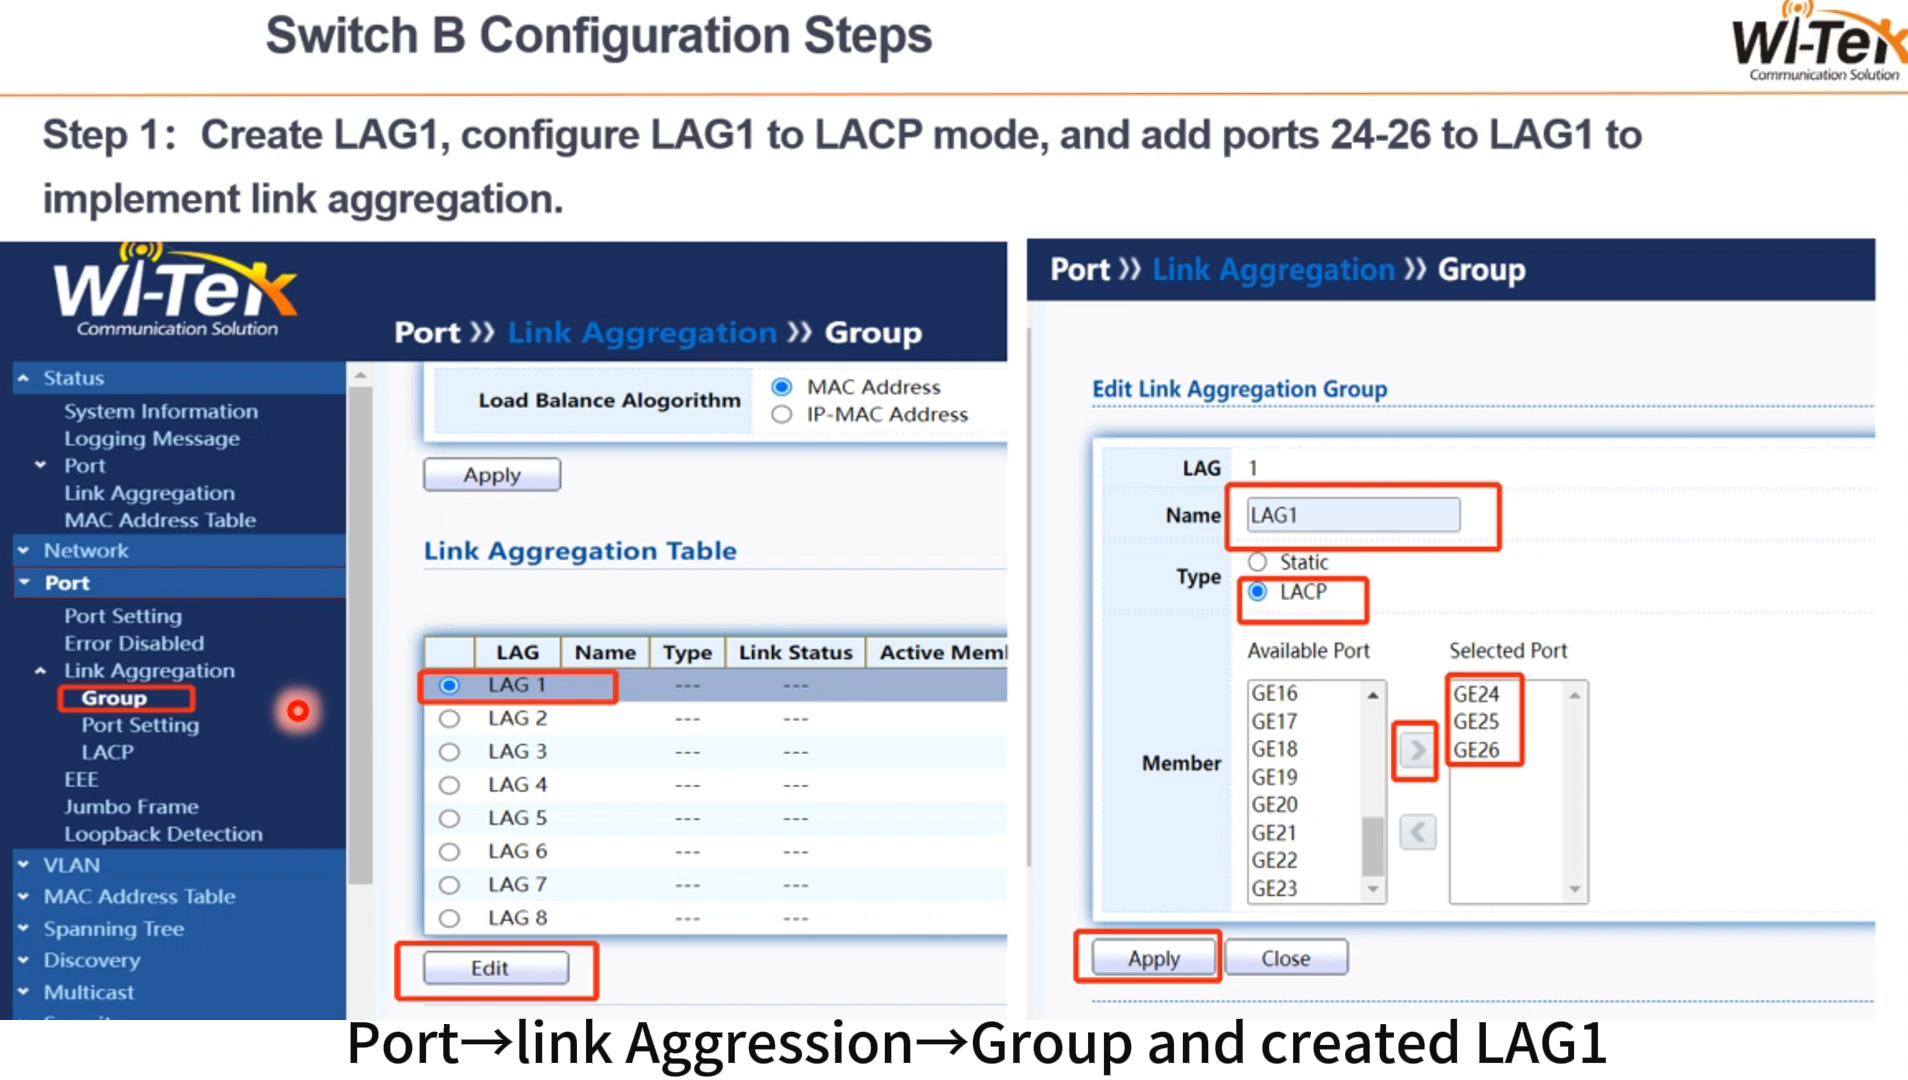 Switch B Configuration Steps
Wi-Tek
Communication Solution
Step 1: Create LAG1, configure LAG1 to LACP mode, and add ports 24-26 to LAG1 to
implement link aggregation.
Wi-Tek
Communication Solution
Port >> Link Aggregation >> Group
Status
System Information
Logging Message
Port
Link Aggregation
MAC Address Table
Network
Port
Port Setting
Error Disabled
Link Aggregation
Group
Port Setting
LACP
EEE
Jumbo Frame
Loopback Detection
VLAN
MAC Address Table
Spanning Tree
Discovery
Multicast
Load Balance Alogorithm
MAC Address
IP-MAC Address
Apply
Link Aggregation Table
LAG Name Type Link Status Active Meml
LAG 1 --- ---
LAG 2 --- ---
LAG 3 --- ---
LAG 4 --- ---
LAG 5 --- ---
LAG 6 --- ---
LAG 7 --- ---
LAG 8 --- ---
Edit
Port >> Link Aggregation >> Group
Edit Link Aggregation Group
LAG 1
Name LAG1
Type
Static
LACP
Member
Available Port
GE16
GE17
GE18
GE19
GE20
GE21
GE22
GE23
Selected Port
GE24
GE25
GE26
Apply Close
Port→link Aggression→Group and created LAG1